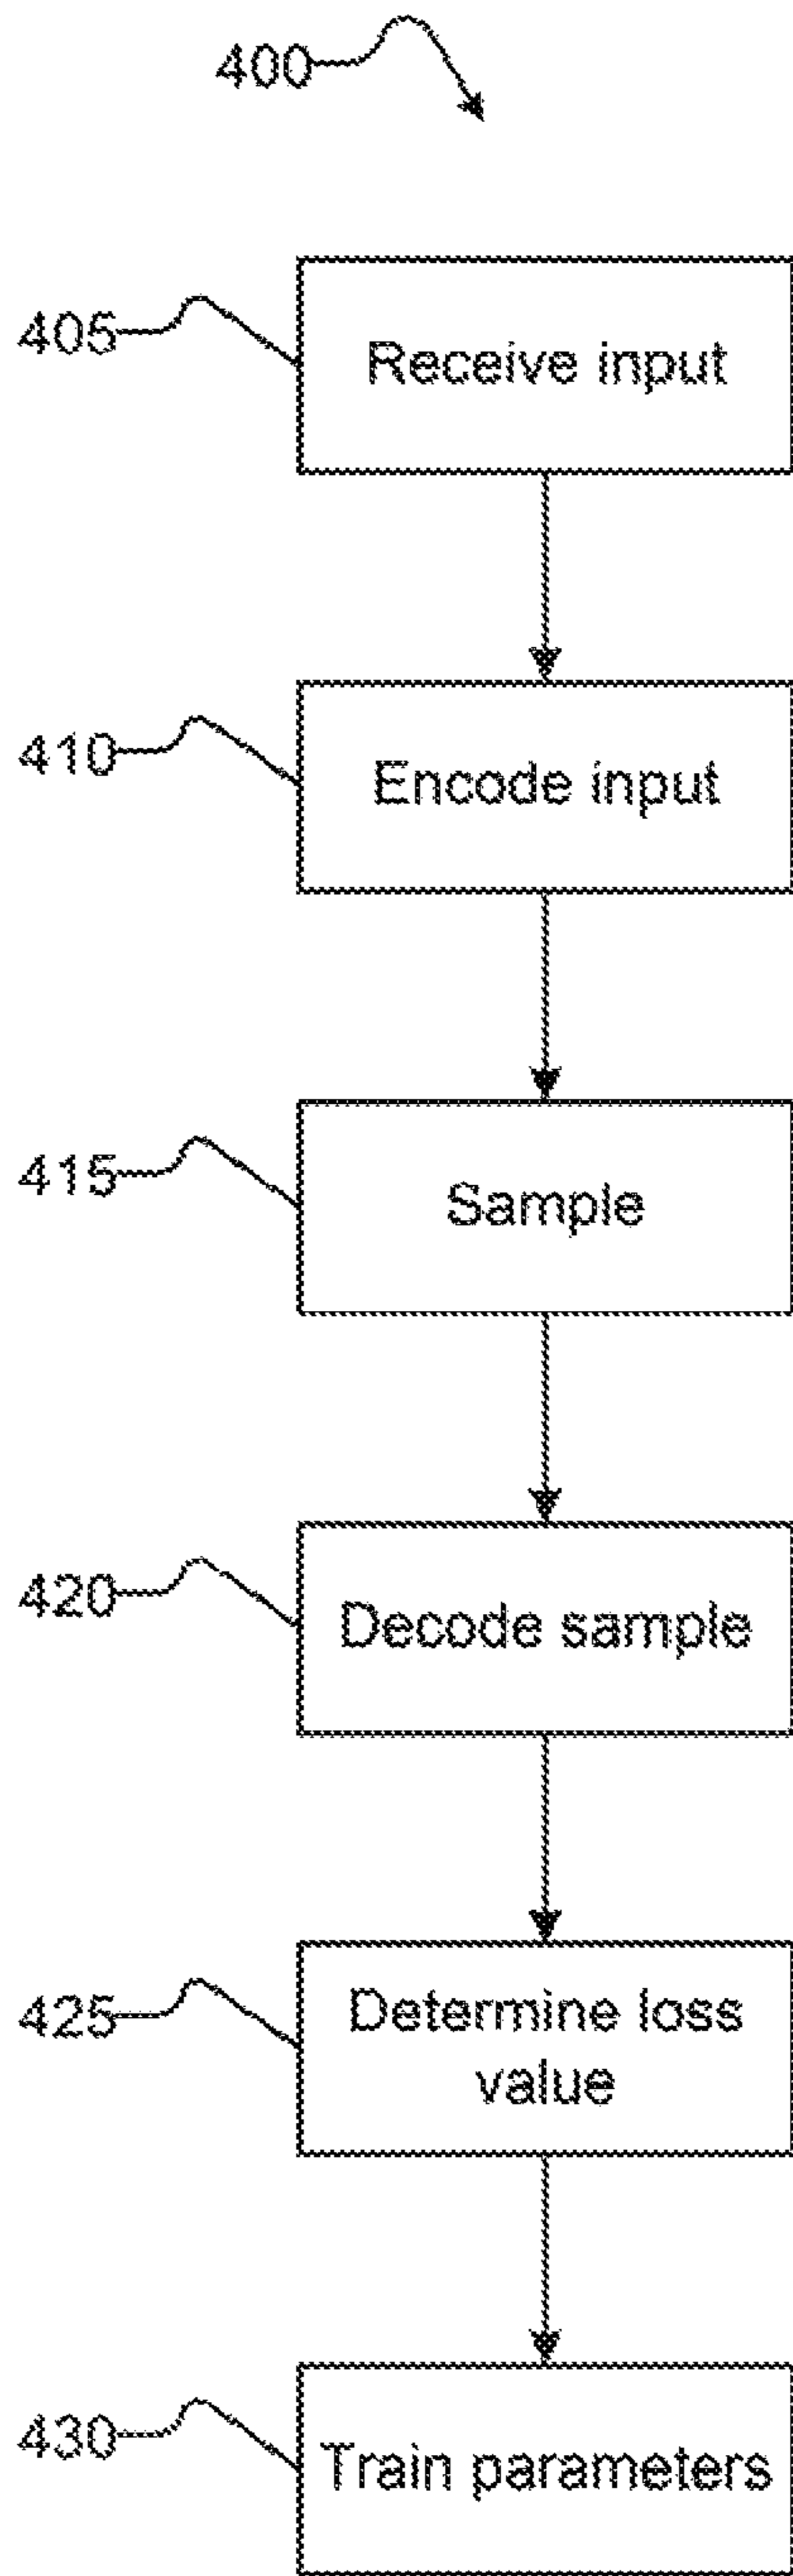 400
405
Receive input
410
Encode input
415
Sample
420
Decode sample
425
Determine loss
value
430
Train parameters